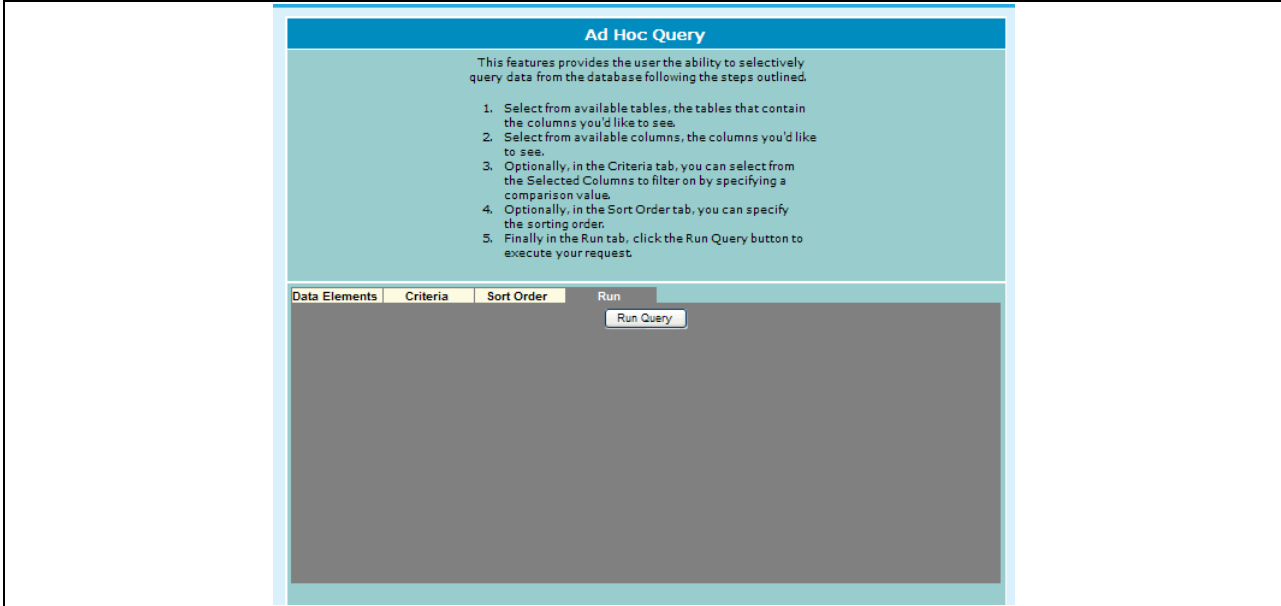 Ad Hoc Query
This features provides the user the ability to selectively
query data from the database following the steps outlined.
1. Select from available tables, the tables that contain
the columns you'd like to see.
2. Select from available columns, the columns you'd like
to see.
3. Optionally, in the Criteria tab, you can select from
the Selected Columns to filter on by specifying a
comparison value.
4. Optionally, in the Sort Order tab, you can specify
the sorting order.
5. Finally in the Run tab, click the Run Query button to
execute your request.
Data Elements Criteria Sort Order Run
Run Query